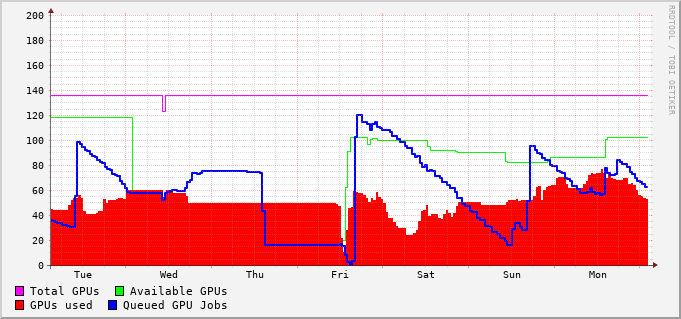 200
180
160
140
120
100
80
60
40
20
0
Tue Wed Thu Fri Sat Sun Mon
Total GPUs Available GPUs
GPUs used Queued GPU Jobs
RRDTOOL / TOBI OETIKER